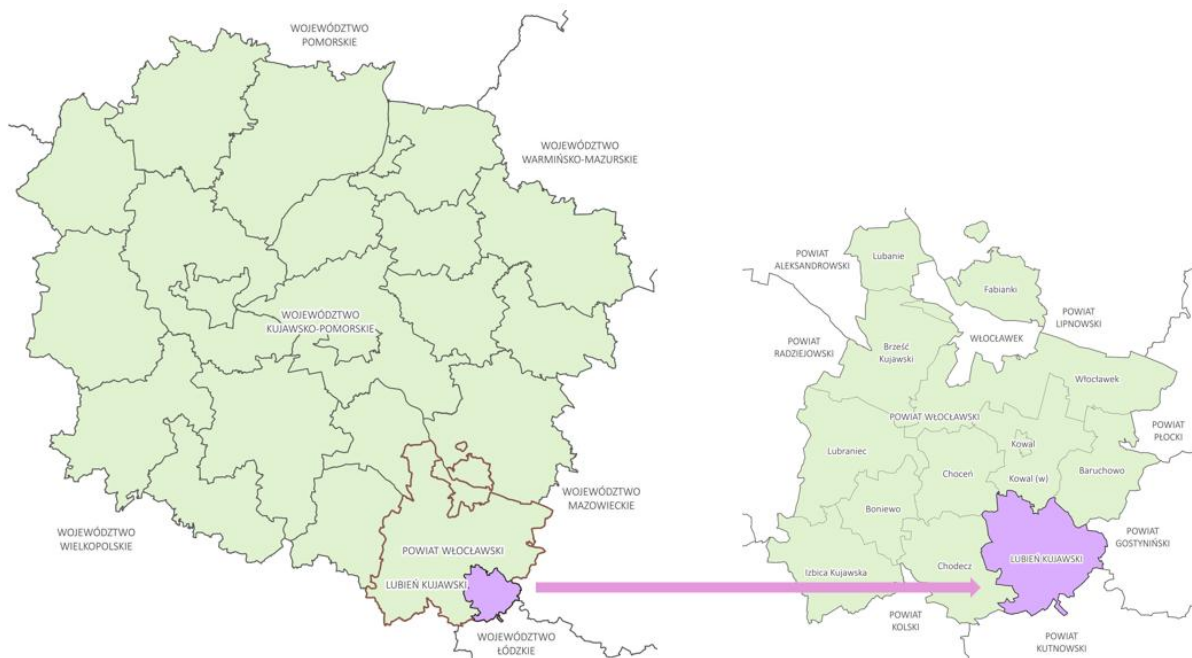 WOJEWÓDZTWO
POMORSKIE
WOJEWÓDZTWO
WARMIŃSKO-MAZURSKIE
WOJEWÓDZTWO
KUJAWSKO-POMORSKIE
WOJEWÓDZTWO
MAZOWIECKIE
WOJEWÓDZTWO
WIELKOPOLSKIE
POWIAT WŁOCŁAWSKI
LUBIEŃ KUJAWSKI
WOJEWÓDZTWO
ŁÓDZKIE
POWIAT
ALEKSANDROWSKI
Lubanie
Fabianki
POWIAT
LIPNOWSKI
POWIAT
RADZIEJOWSKI
Brześć
Kujawski
WŁOCŁAWEK
Włocławek
POWIAT WŁOCŁAWSKI
POWIAT
PŁOCKI
Lubraniec
Choceń
Kowal
Kowal (w)
Baruchowo
Boniewo
POWIAT
GOSTYNIŃSKI
Izbica Kujawska
Chodecz
LUBIEŃ KUJAWSKI
POWIAT
KOLSKI
POWIAT
KUTNOWSKI